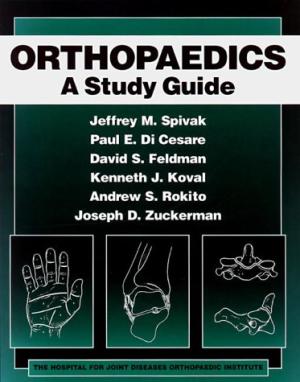 ORTHOPAEDICS
A Study Guide
Jeffrey M. Spivak
Paul E. Di Cesare
David S. Feldman
Kenneth J. Koval
Andrew S. Rokito
Joseph D. Zuckerman
THE HOSPITAL FOR JOINT DISEASES ORTHOPAEDIC INSTITUTE